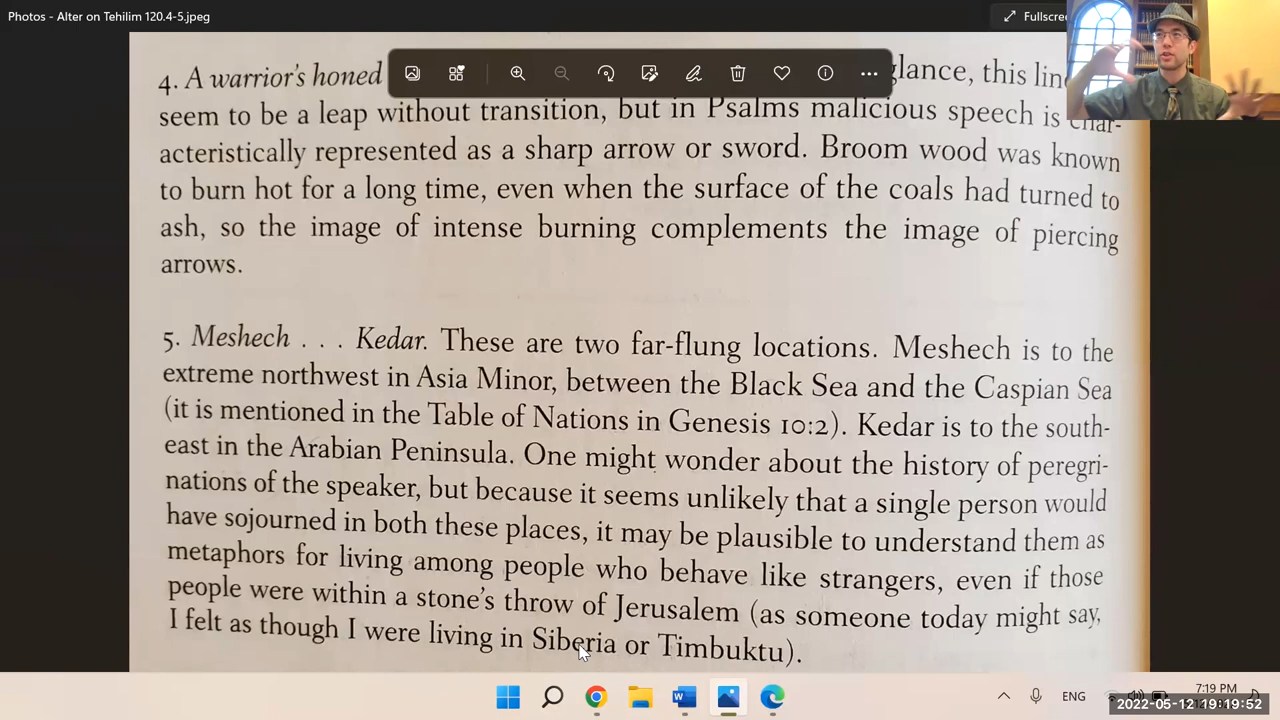 Photos - Alter on Tehilim 120.4-5.jpeg
Fullscre
4. A warrior's honed glance, this line
seem to be a leap without transition, but in Psalms malicious speech is char-
acteristically represented as a sharp arrow or sword. Broom wood was known
to burn hot for a long time, even when the surface of the coals had turned to
ash, so the image of intense burning complements the image of piercing
arrows.
5. Meshech . . . Kedar. These are two far-flung locations. Meshech is to the
extreme northwest in Asia Minor, between the Black Sea and the Caspian Sea
(it is mentioned in the Table of Nations in Genesis 10:2). Kedar is to the south-
east in the Arabian Peninsula. One might wonder about the history of peregri-
nations of the speaker, but because it seems unlikely that a single person would
have sojourned in both these places, it may be plausible to understand them as
metaphors for living among people who behave like strangers, even if those
people were within a stone's throw of Jerusalem (as someone today might say,
I felt as though I were living in Siberia or Timbuktu).
ENG
7:19 PM
2022-05-12 19:19:52